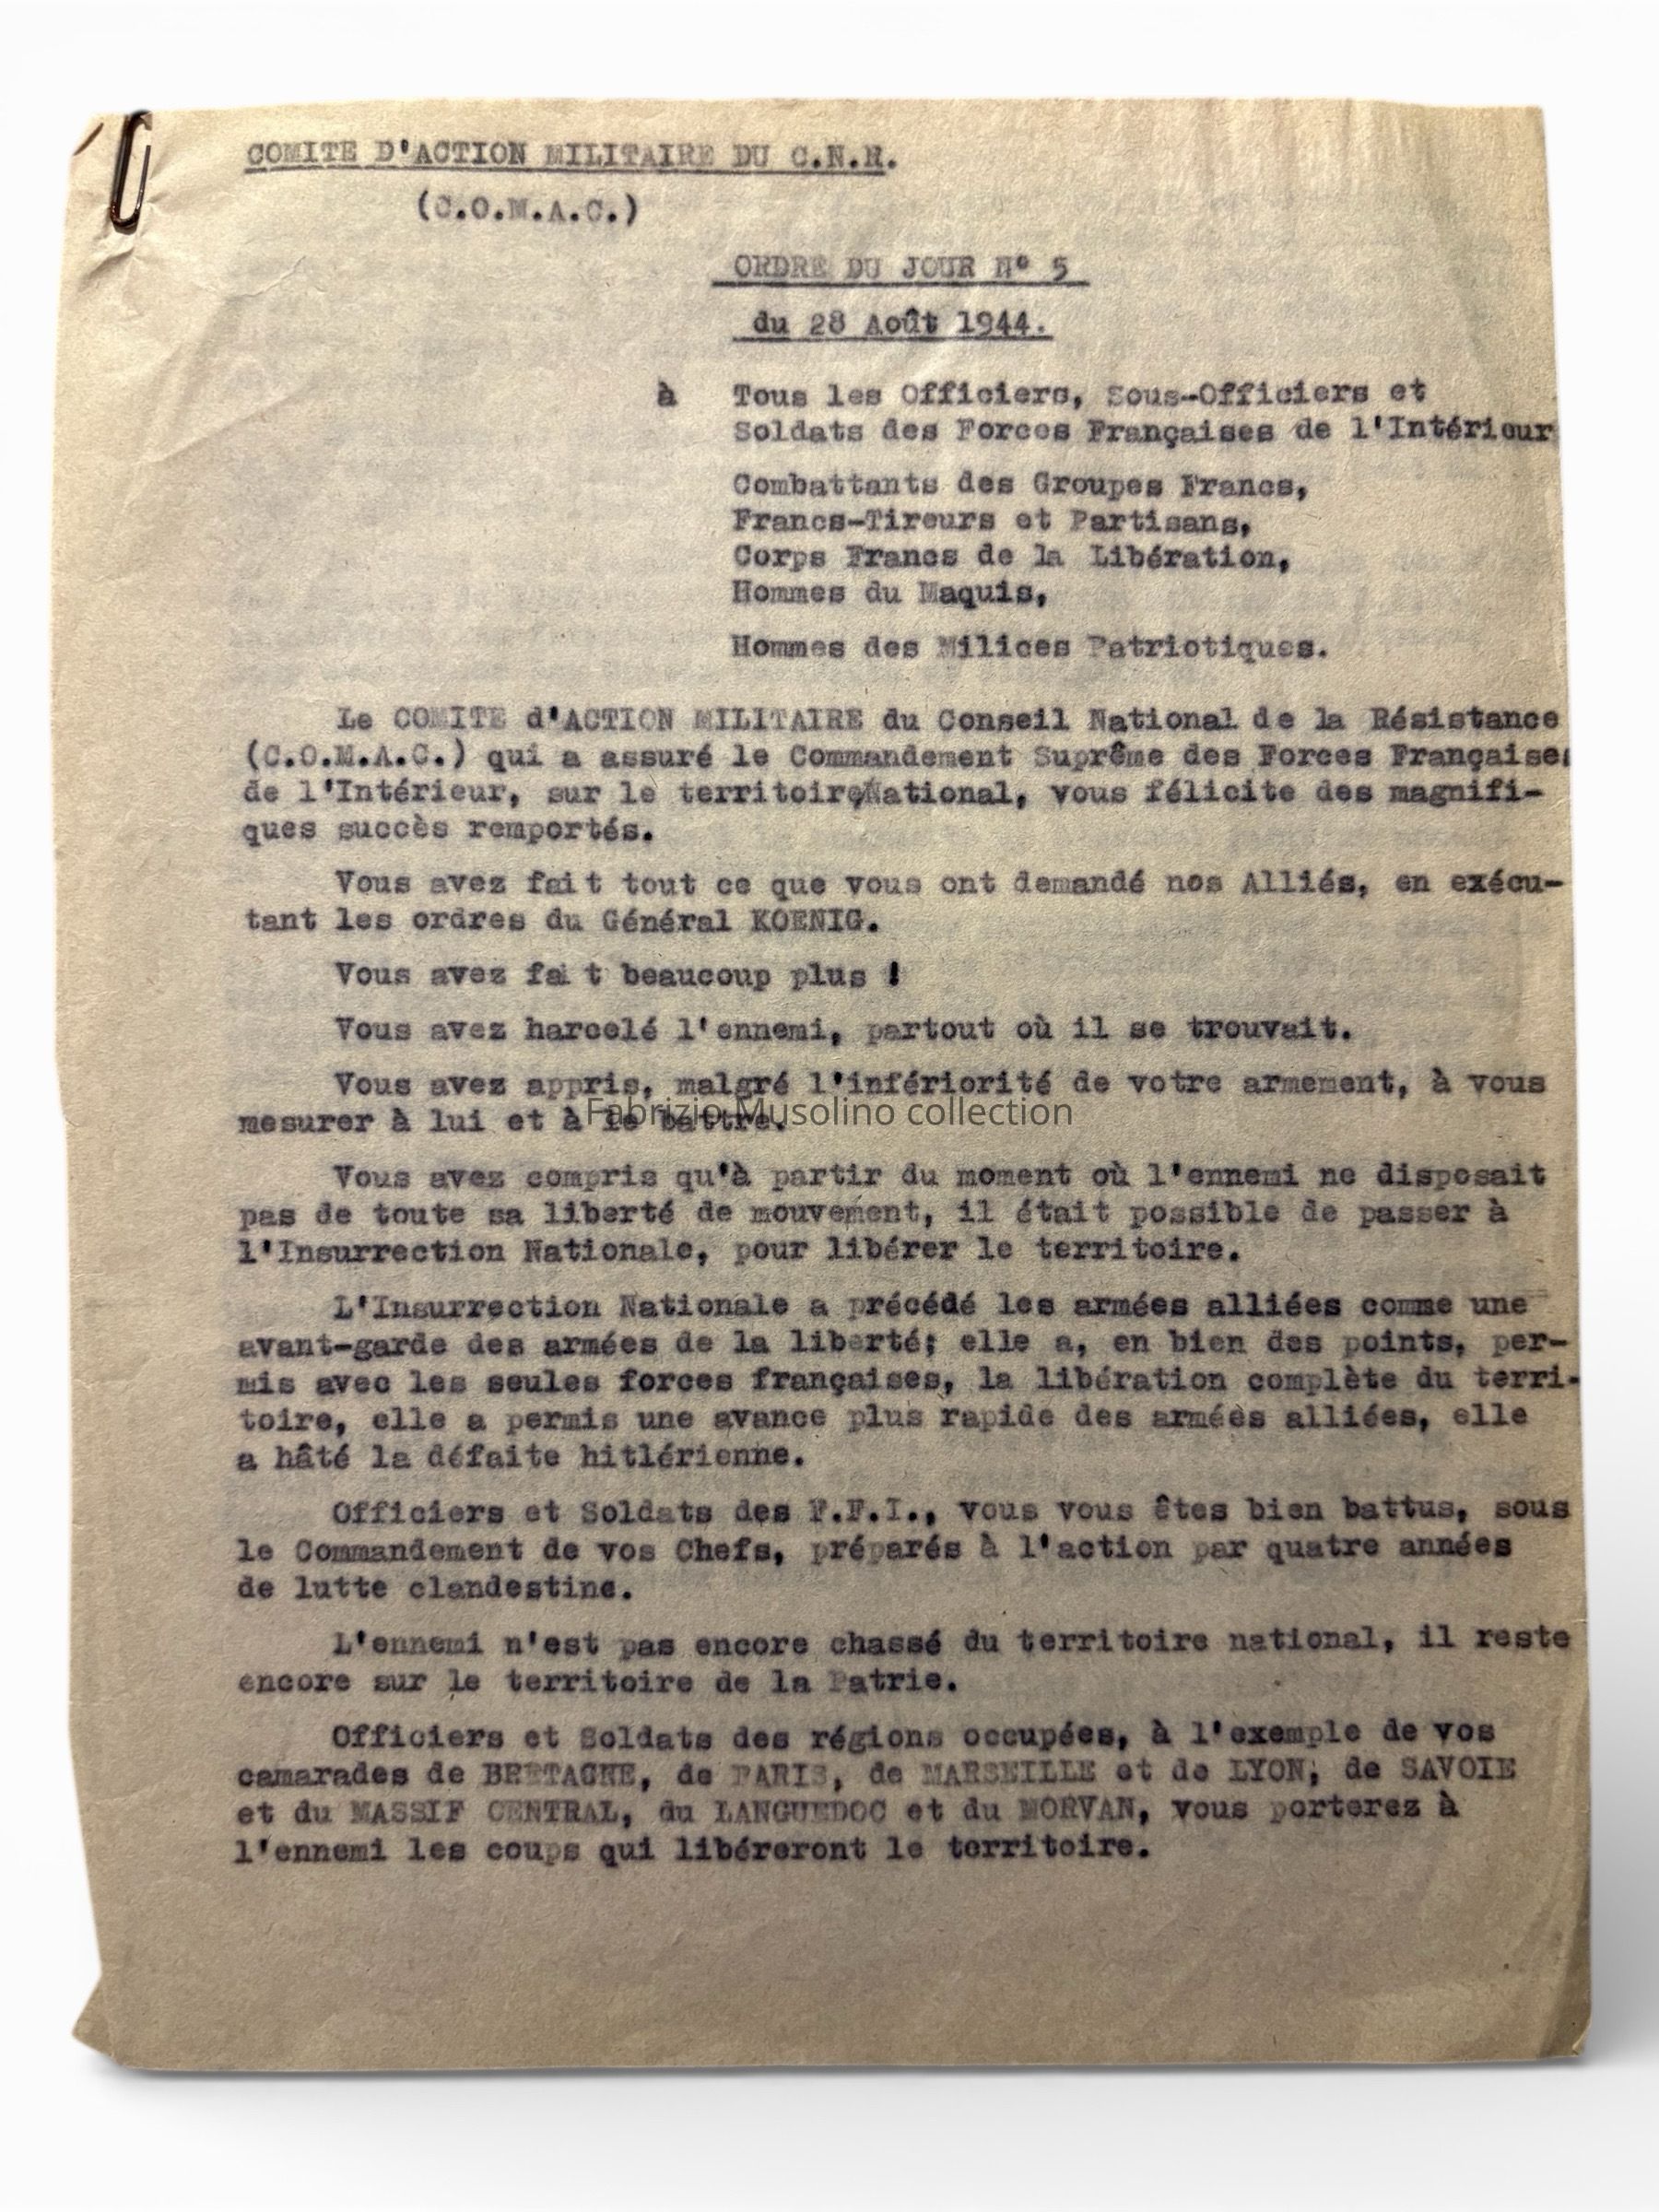 COMITE D'ACTION MILITAIRE DU C.N.R.
(C.O.M.A.C.)
ORDRE DU JOUR N° 5
du 28 Août 1944.
à Tous les Officiers, Sous-Officiers et
Soldats des Forces Françaises de l'Intérieur
Combattants des Groupes Francs,
Francs-Tireurs et Partisans,
Corps Francs de la Libération,
Hommes du Maquis,
Hommes des Milices Patriotiques.
Le COMITE d'ACTION MILITAIRE du Conseil National de la Résistance
(C.O.M.A.C.) qui a assuré le Commandement Suprême des Forces Françaises
de l'Intérieur, sur le territoire National, vous félicite des magnifi-
ques succès remportés.
Vous avez fait tout ce que vous ont demandé nos Alliés, en exécu-
tant les ordres du Général KOENIG.
Vous avez fai t beaucoup plus !
Vous avez harcelé l'ennemi, partout où il se trouvait.
Vous avez appris, malgré l'infériorité de votre armement, à vous
mesurer à lui et à le battre.
Fabrizio Musolino collection
Vous avez compris qu'à partir du moment où l'ennemi ne disposait
pas de toute sa liberté de mouvement, il était possible de passer à
l'Insurrection Nationale, pour libérer le territoire.
L'Insurrection Nationale a précédé les armées alliées comme une
avant-garde des armées de la liberté; elle a, en bien des points, per-
mis avec les seules forces françaises, la libération complète du terri-
toire, elle a permis une avance plus rapide des armées alliées, elle
a hâté la défaite hitlérienne.
Officiers et Soldats des F.F.I., vous vous êtes bien battus, sous
le Commandement de vos Chefs, préparés à l'action par quatre années
de lutte clandestine.
L'ennemi n'est pas encore chassé du territoire national, il reste
encore sur le territoire de la Patrie.
Officiers et Soldats des régions occupées, à l'exemple de vos
camarades de BRETAGNE, de PARIS, de MARSEILLE et de LYON, de SAVOIE
et du MASSIF CENTRAL, du LANGUEDOC et du MORVAN, vous porterez à
l'ennemi les coups qui libéreront le territoire.